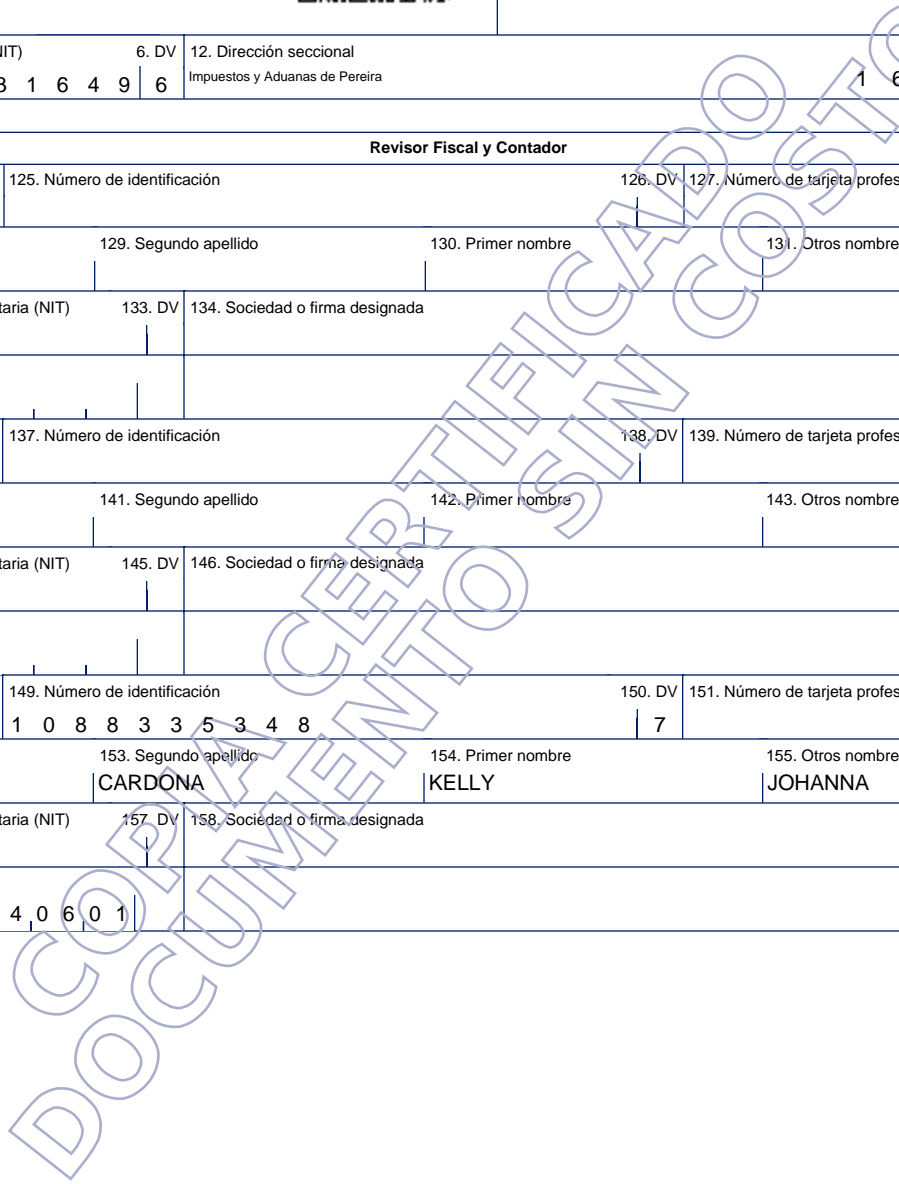 NIT) 6. DV 12. Dirección seccional
3 1 6 4 9 6 Impuestos y Aduanas de Pereira 1 6
Revisor Fiscal y Contador
125. Número de identificación 126. DV 127. Número de tarjeta profes
129. Segundo apellido 130. Primer nombre 131. Otros nombre
taria (NIT) 133. DV 134. Sociedad o firma designada
137. Número de identificación 138. DV 139. Número de tarjeta profes
141. Segundo apellido 142. Primer nombre 143. Otros nombre
taria (NIT) 145. DV 146. Sociedad o firma designada
149. Número de identificación 150. DV 151. Número de tarjeta profes
1 0 8 8 3 3 5 3 4 8 7
153. Segundo apellido 154. Primer nombre 155. Otros nombre
CARDONA KELLY JOHANNA
taria (NIT) 157. DV 158. Sociedad o firma designada
4 0 6 0 1
COPIA CERTIFICADO
DOCUMENTO SIN COSTO